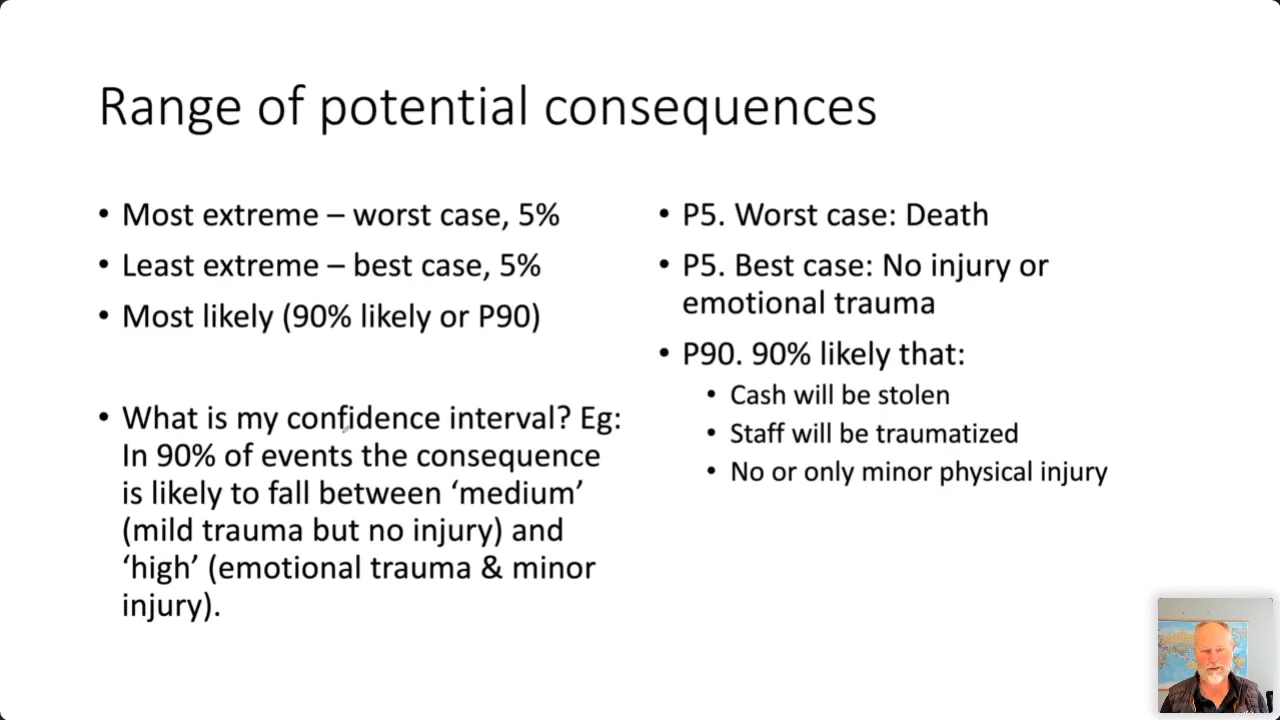 Range of potential consequences
• Most extreme – worst case, 5%
• Least extreme – best case, 5%
• Most likely (90% likely or P90)
• What is my confidence interval? Eg:
In 90% of events the consequence
is likely to fall between ‘medium’
(mild trauma but no injury) and
‘high’ (emotional trauma & minor
injury).
• P5. Worst case: Death
• P5. Best case: No injury or
emotional trauma
• P90. 90% likely that:
• Cash will be stolen
• Staff will be traumatized
• No or only minor physical injury